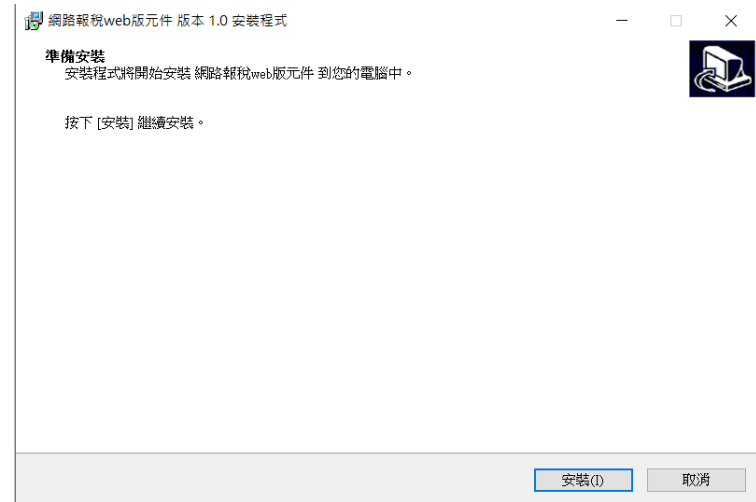 網路報稅web版元件 版本 1.0 安裝程式
準備安裝
安裝程式將開始安裝 網路報稅web版元件 到您的電腦中。
按下 [安裝] 繼續安裝。
安裝(I)
取消